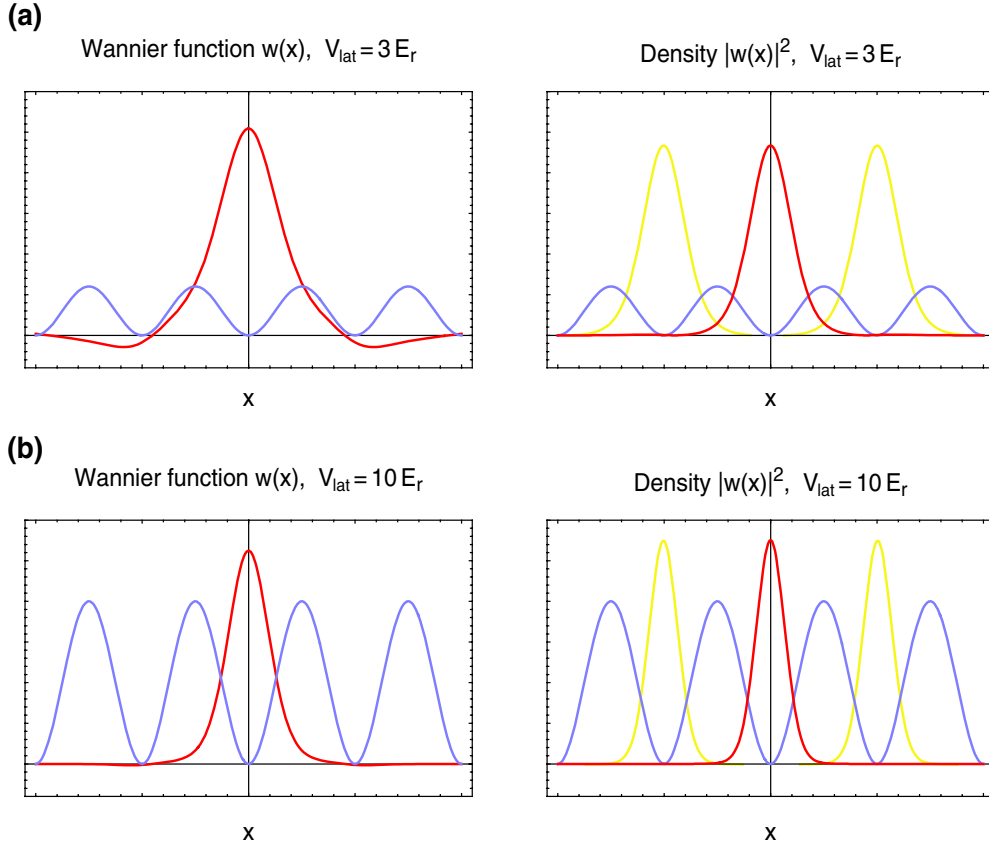 (a)
Wannier function w(x), V_lat = 3 E_r
Density |w(x)|², V_lat = 3 E_r
x
x
(b)
Wannier function w(x), V_lat = 10 E_r
Density |w(x)|², V_lat = 10 E_r
x
x